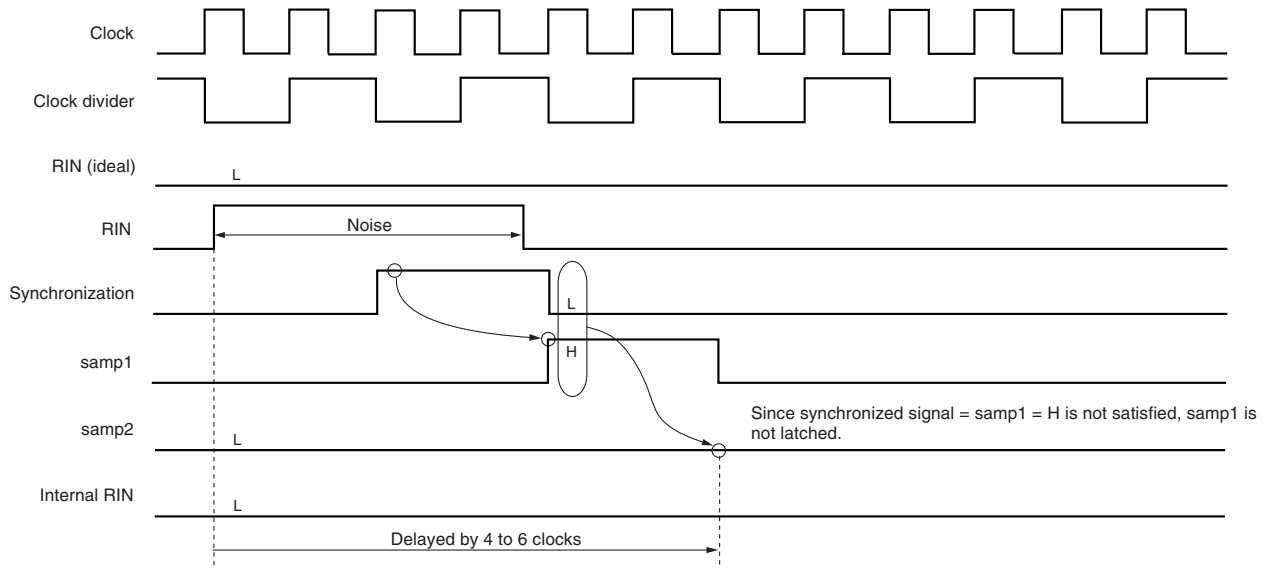 Clock
Clock divider
RIN (ideal)
L
RIN
Noise
Synchronization
L
samp1
H
Since synchronized signal = samp1 = H is not satisfied, samp1 is
not latched.
samp2
L
Internal RIN
L
Delayed by 4 to 6 clocks